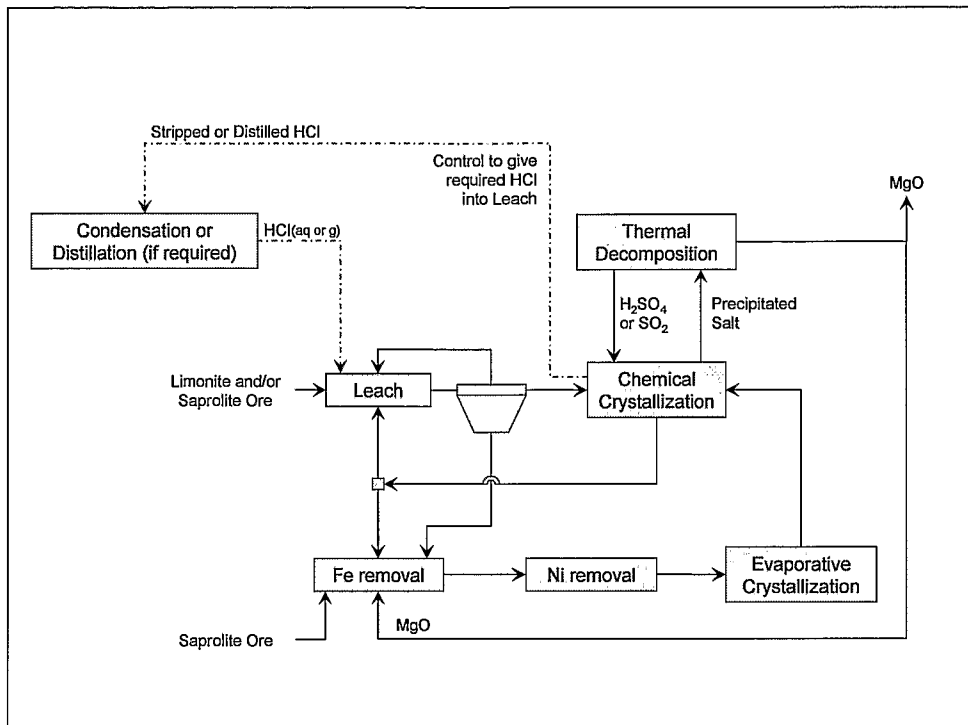 Stripped or Distilled HCl
Control to give
required HCl
into Leach
MgO
Condensation or
Distillation (if required)
HCl(aq or g)
Thermal
Decomposition
H₂SO₄
or SO₂
Precipitated
Salt
Limonite and/or
Saprolite Ore
Leach
Chemical
Crystallization
Fe removal
Ni removal
Evaporative
Crystallization
Saprolite Ore
MgO